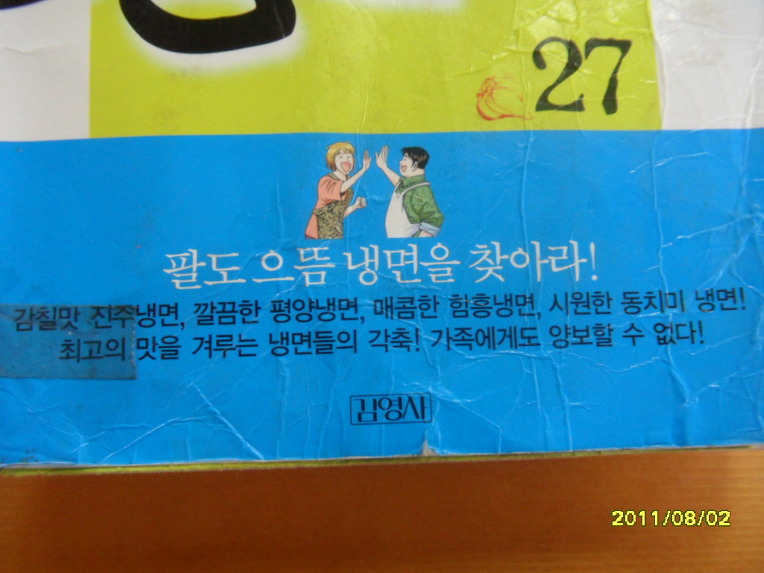 27
팔도 으뜸 냉면을 찾아라!
감칠맛 진주냉면, 깔끔한 평양냉면, 매콤한 함흥냉면, 시원한 동치미 냉면!
최고의 맛을 겨루는 냉면들의 각축! 가족에게도 양보할 수 없다!
김영사
2011/08/02